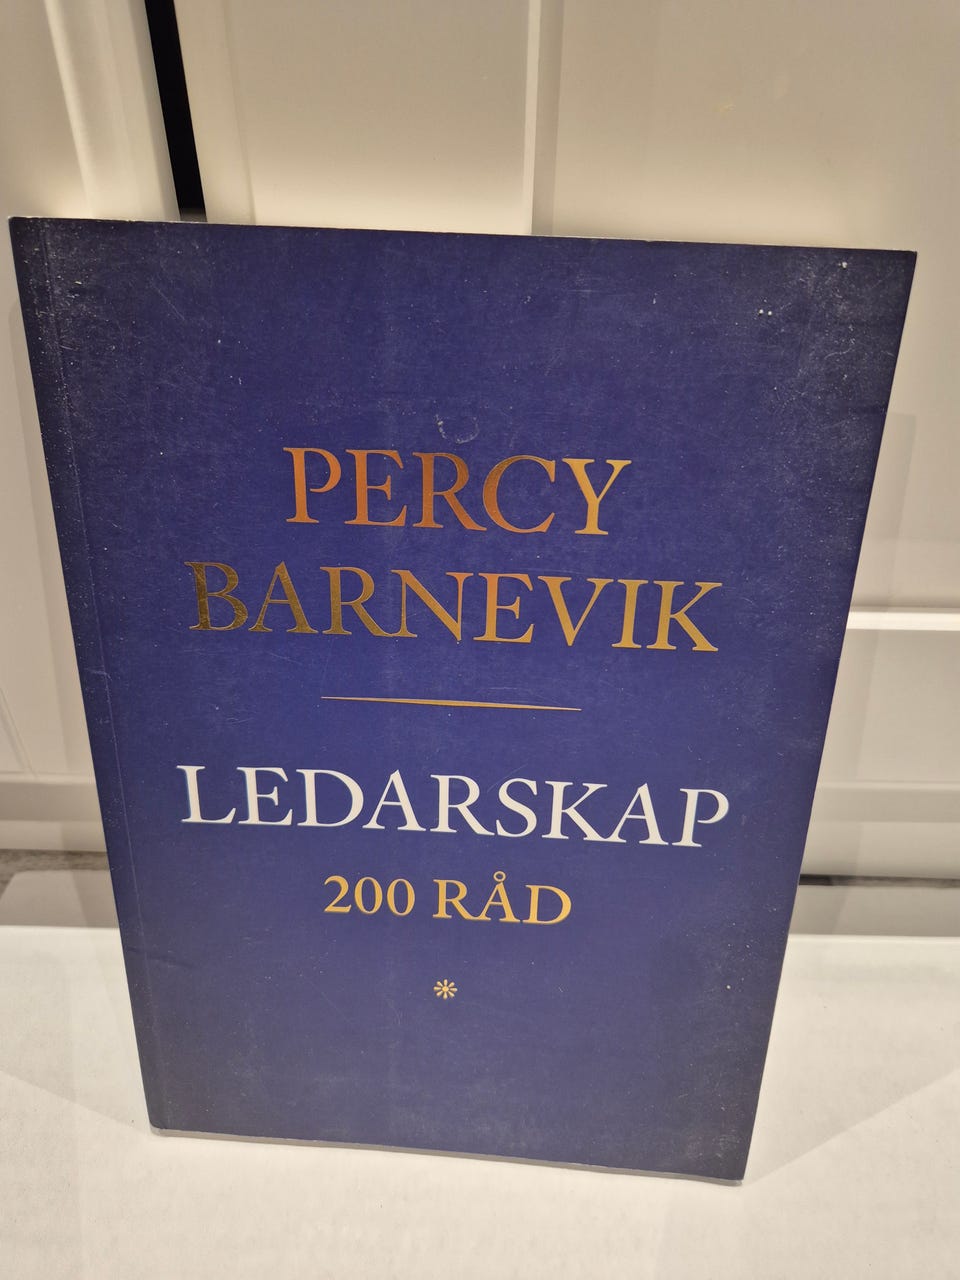 PERCY
BARNEVIK
LEDARSKAP
200 RÅD